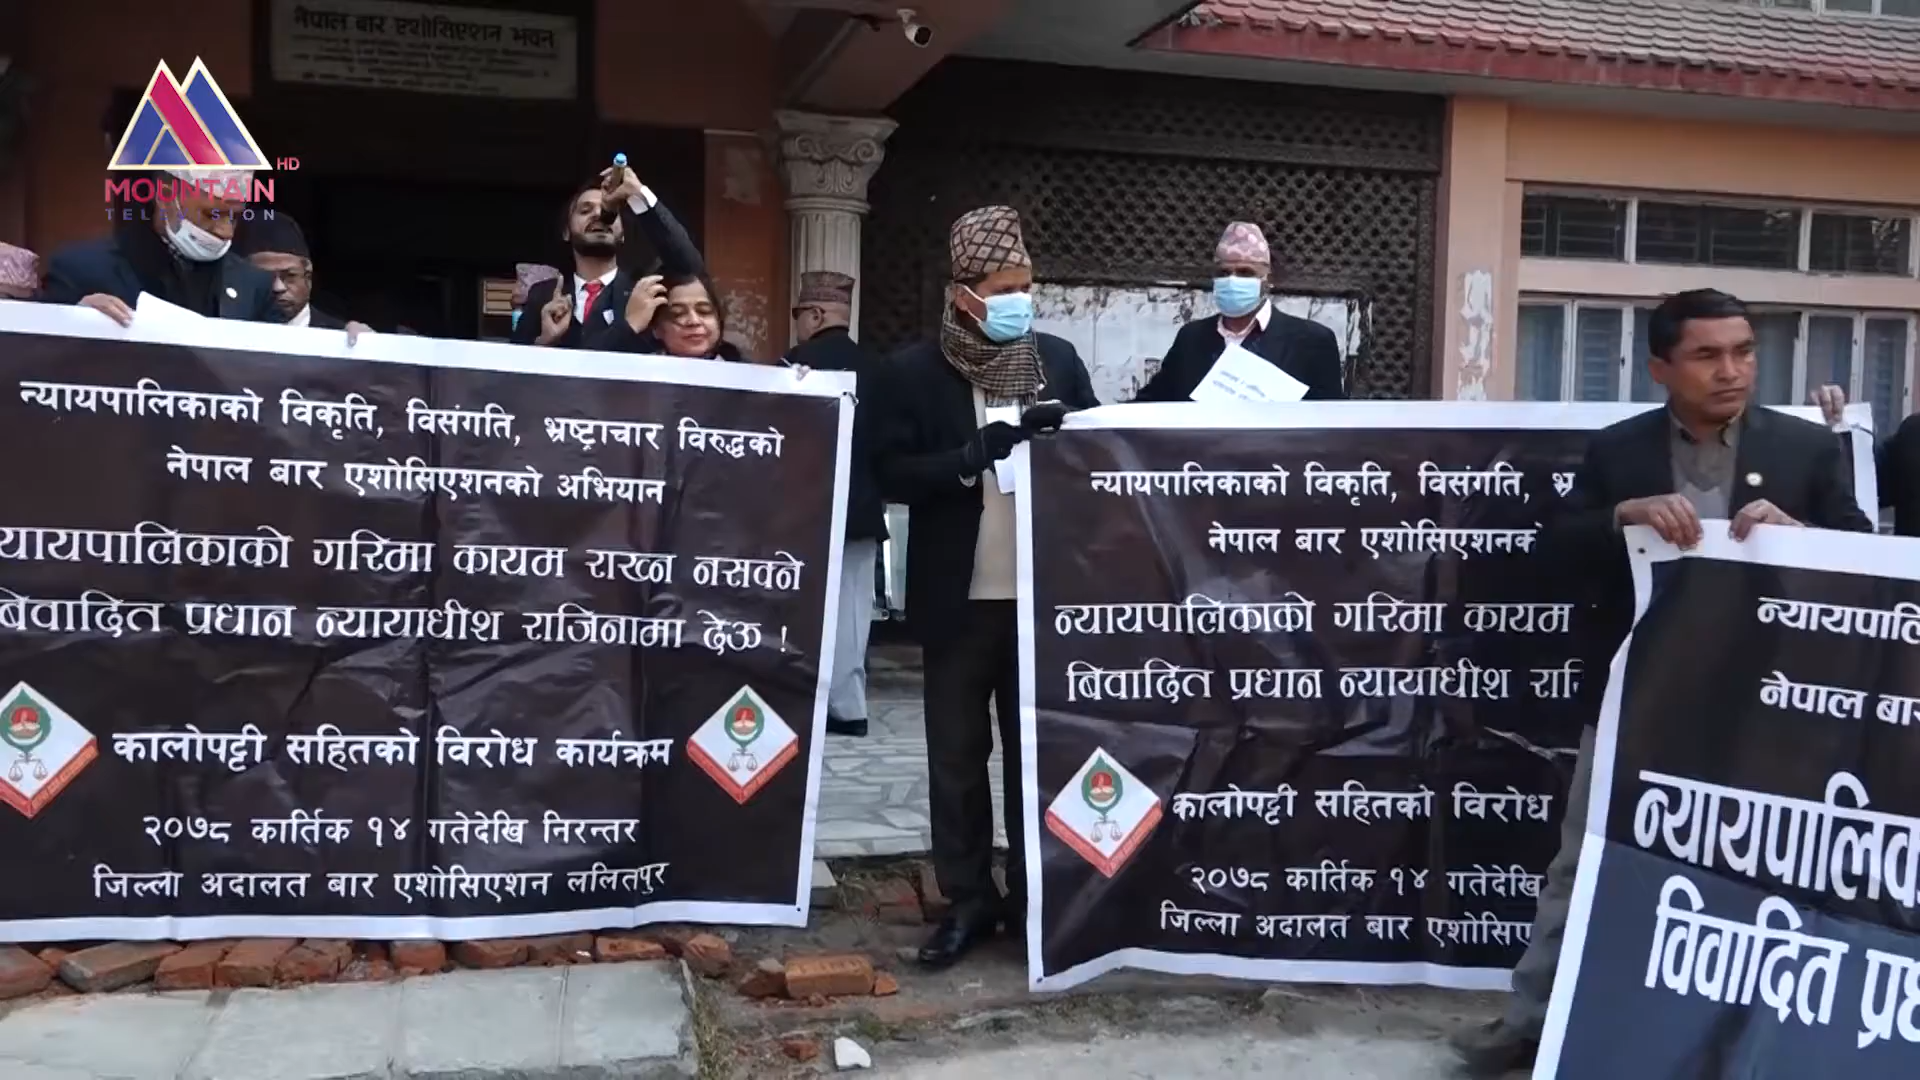 नेपाल बार एशोसिएशन भवन
MOUNTAIN HD
TELEVISION
न्यायपालिकाको विकृति, विसंगति, भ्रष्ट्राचार विरुद्धको
नेपाल बार एशोसिएशनको अभियान
यायपालिकाको गरिमा कायम राख्न नसक्ने
बिवादित प्रधान न्यायाधीश राजिनामा देऊ !
कालोपट्टी सहितको विरोध कार्यक्रम
२०७८ कार्तिक १४ गतेदेखि निरन्तर
जिल्ला अदालत बार एशोसिएशन ललितपुर
न्यायपालिकाको विकृति, विसंगति, भ्र
नेपाल बार एशोसिएशनको
न्यायपालिकाको गरिमा कायम
बिवादित प्रधान न्यायाधीश राजि
कालोपट्टी सहितको विरोध
२०७८ कार्तिक १४ गतेदेखि
जिल्ला अदालत बार एशोसिए
न्यायपालि
नेपाल बार
न्यायपालिक
विवादित प्रध